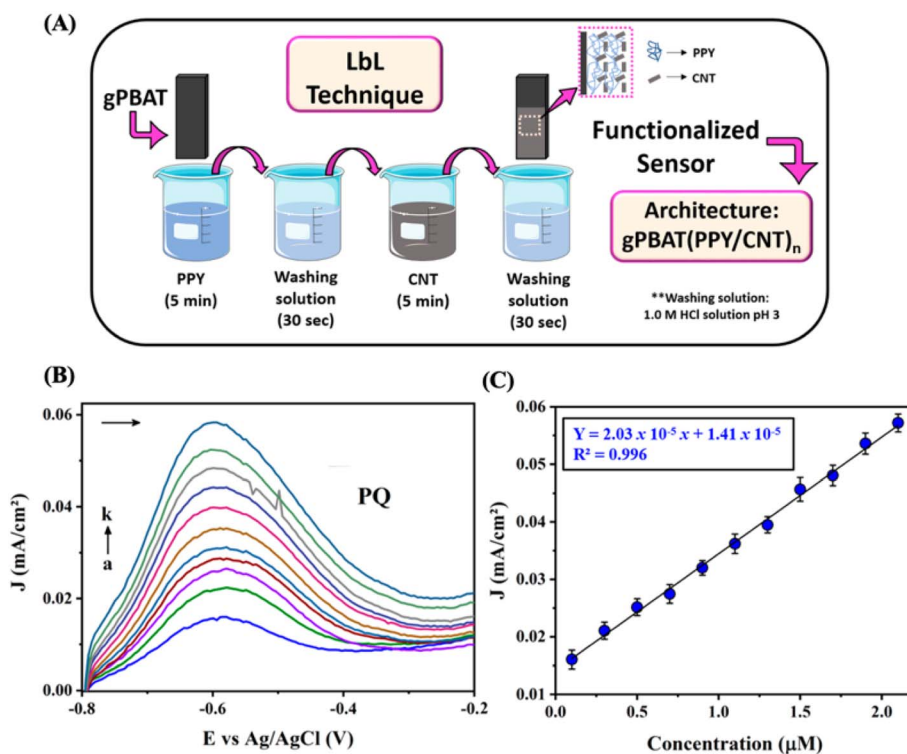 (A)
LbL
Technique
gPBAT
PPY
CNT
Functionalized
Sensor
Architecture:
gPBAT(PPY/CNT)ₙ
PPY
(5 min)
Washing
solution
(30 sec)
CNT
(5 min)
Washing
solution
(30 sec)
**Washing solution:
1.0 M HCl solution pH 3
(B)
0.06
0.04
0.02
0.00
J (mA/cm²)
k
a
PQ
-0.8
-0.6
-0.4
-0.2
E vs Ag/AgCl (V)
(C)
Y = 2.03 x 10⁻⁵ x + 1.41 x 10⁻⁵
R² = 0.996
0.06
0.05
0.04
0.03
0.02
0.01
J (mA/cm²)
0.0
0.5
1.0
1.5
2.0
Concentration (µM)